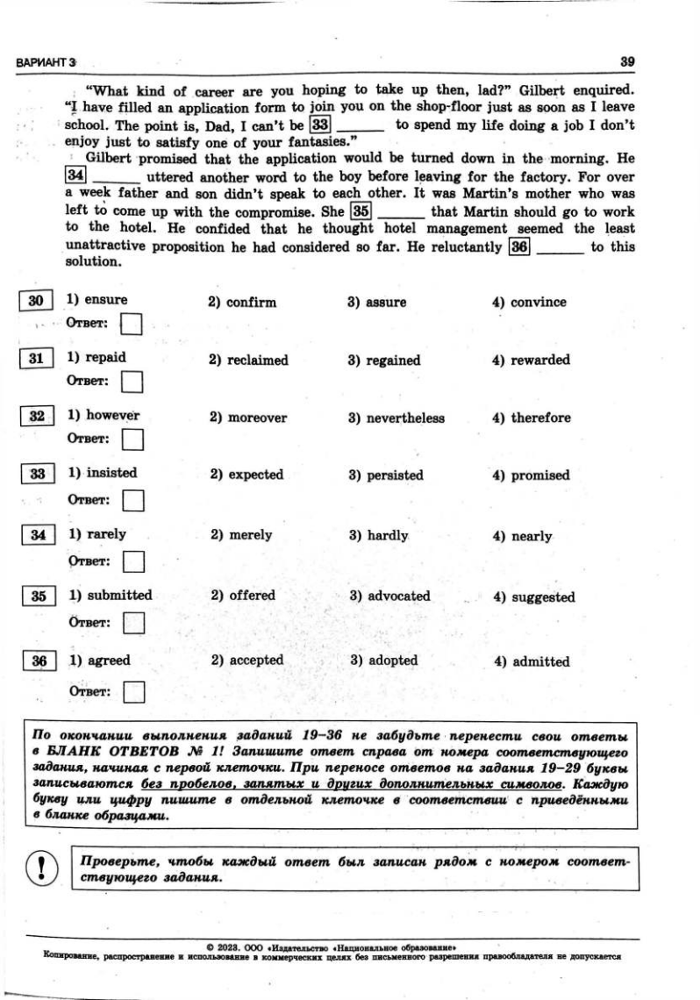 ВАРИАНТ 3 39
“What kind of career are you hoping to take up then, lad?” Gilbert enquired.
“I have filled an application form to join you on the shop-floor just as soon as I leave
school. The point is, Dad, I can’t be 33 ______ to spend my life doing a job I don’t
enjoy just to satisfy one of your fantasies.”
Gilbert promised that the application would be turned down in the morning. He
34 ______ uttered another word to the boy before leaving for the factory. For over
a week father and son didn’t speak to each other. It was Martin’s mother who was
left to come up with the compromise. She 35 ______ that Martin should go to work
to the hotel. He confided that he thought hotel management seemed the least
unattractive proposition he had considered so far. He reluctantly 36 ______ to this
solution.
30 1) ensure 2) confirm 3) assure 4) convince
Ответ:
31 1) repaid 2) reclaimed 3) regained 4) rewarded
Ответ:
32 1) however 2) moreover 3) nevertheless 4) therefore
Ответ:
33 1) insisted 2) expected 3) persisted 4) promised
Ответ:
34 1) rarely 2) merely 3) hardly 4) nearly
Ответ:
35 1) submitted 2) offered 3) advocated 4) suggested
Ответ:
36 1) agreed 2) accepted 3) adopted 4) admitted
Ответ:
По окончании выполнения заданий 19–36 не забудьте перенести свои ответы
в БЛАНК ОТВЕТОВ № 1! Запишите ответ справа от номера соответствующего
задания, начиная с первой клеточки. При переносе ответов на задания 19–29 буквы
записываются без пробелов, запятых и других дополнительных символов. Каждую
букву или цифру пишите в отдельной клеточке в соответствии с приведёнными
в бланке образцами.
! Проверьте, чтобы каждый ответ был записан рядом с номером соответ-
ствующего задания.
© 2023. ООО «Издательство «Национальное образование»
Копирование, распространение и использование в коммерческих целях без письменного разрешения правообладателя не допускается